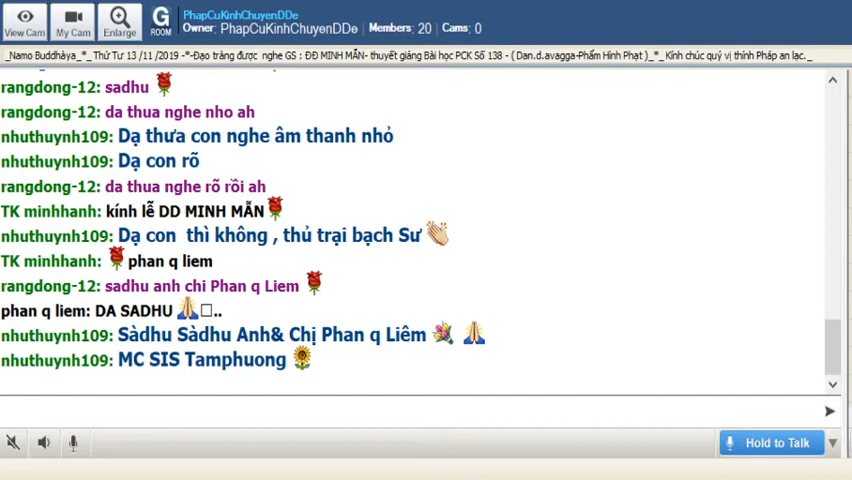 View Cam
My Cam
Enlarge
G
ROOM
PhapCuKinhChuyenDDe
Owner: PhapCuKinhChuyenDDe Members: 20 Cams: 0
_Namo Buddhàya_*_ Thứ Tư 13 /11 /2019 -*-Đạo tràng được nghe GS : ĐĐ MINH MẪN- thuyết giảng Bài học PCK Số 138 - ( Dan.d.avagga-Phẩm Hình Phạt )_*_ Kính chúc quý vị thính Pháp an lạc._
rangdong-12: sadhu
rangdong-12: da thua nghe nho ah
nhuthuynh109: Dạ thưa con nghe âm thanh nhỏ
nhuthuynh109: Dạ con rõ
rangdong-12: da thua nghe rõ rồi ah
TK minhhanh: kính lễ DD MINH MẪN
nhuthuynh109: Dạ con thì không , thủ trại bạch Sư
TK minhhanh: phan q liem
rangdong-12: sadhu anh chi Phan q Liem
phan q liem: DA SADHU ..
nhuthuynh109: Sàdhu Sàdhu Anh& Chị Phan q Liêm
nhuthuynh109: MC SIS Tamphuong
Hold to Talk